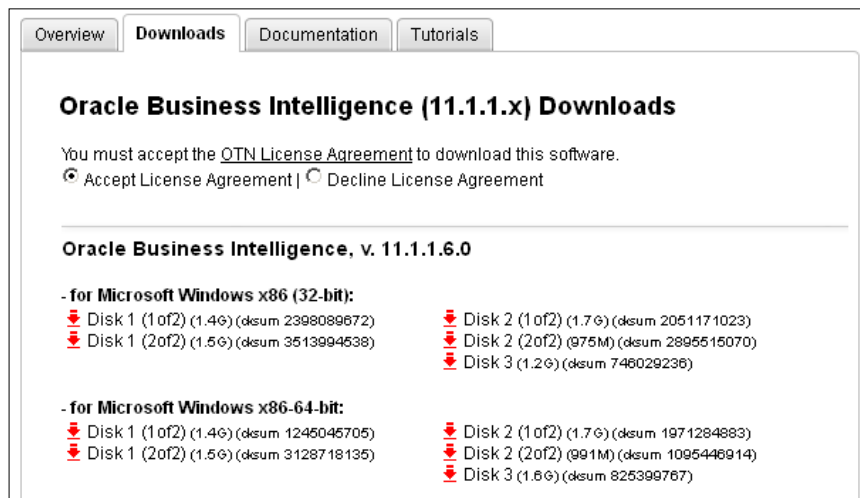 Overview Downloads Documentation Tutorials
Oracle Business Intelligence (11.1.1.x) Downloads
You must accept the OTN License Agreement to download this software.
Accept License Agreement | Decline License Agreement
Oracle Business Intelligence, v. 11.1.1.6.0
- for Microsoft Windows x86 (32-bit):
Disk 1 (1of2) (1.4G) (cksum 2398089672)
Disk 1 (2of2) (1.5G) (cksum 3513994538)
Disk 2 (1of2) (1.7G) (cksum 2051171023)
Disk 2 (2of2) (975M) (cksum 2895515070)
Disk 3 (1.2G) (cksum 746029236)
- for Microsoft Windows x86-64-bit:
Disk 1 (1of2) (1.4G) (cksum 1245045705)
Disk 1 (2of2) (1.5G) (cksum 3128718135)
Disk 2 (1of2) (1.7G) (cksum 1971284883)
Disk 2 (2of2) (991M) (cksum 1095446914)
Disk 3 (1.6G) (cksum 825399767)